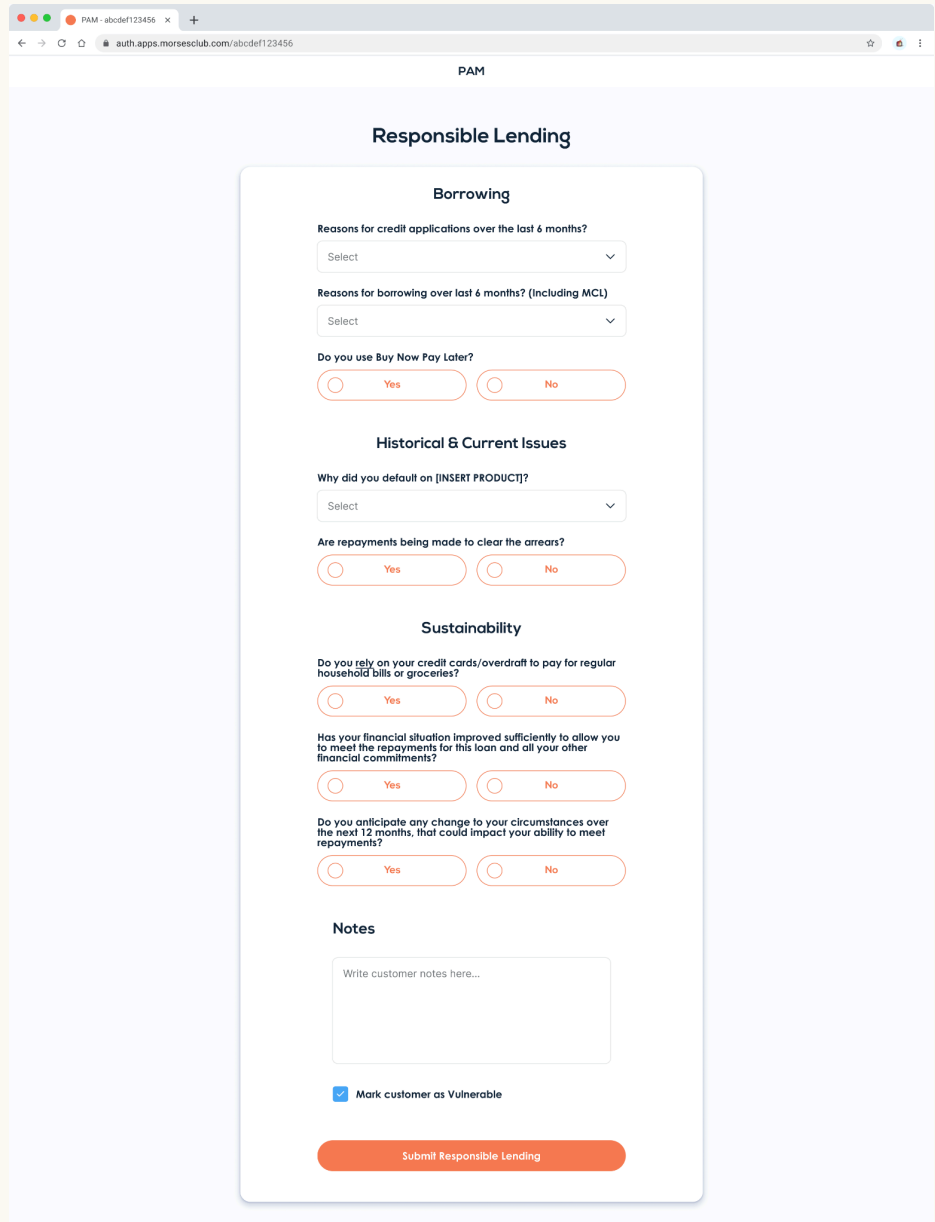 PAM - abcdef123456
auth.apps.morsesclub.com/abcdef123456
PAM
Responsible Lending
Borrowing
Reasons for credit applications over the last 6 months?
Select
Reasons for borrowing over last 6 months? (Including MCL)
Select
Do you use Buy Now Pay Later?
Yes No
Historical & Current Issues
Why did you default on [INSERT PRODUCT]?
Select
Are repayments being made to clear the arrears?
Yes No
Sustainability
Do you rely on your credit cards/overdraft to pay for regular
household bills or groceries?
Yes No
Has your financial situation improved sufficiently to allow you
to meet the repayments for this loan and all your other
financial commitments?
Yes No
Do you anticipate any change to your circumstances over
the next 12 months, that could impact your ability to meet
repayments?
Yes No
Notes
Write customer notes here...
Mark customer as Vulnerable
Submit Responsible Lending